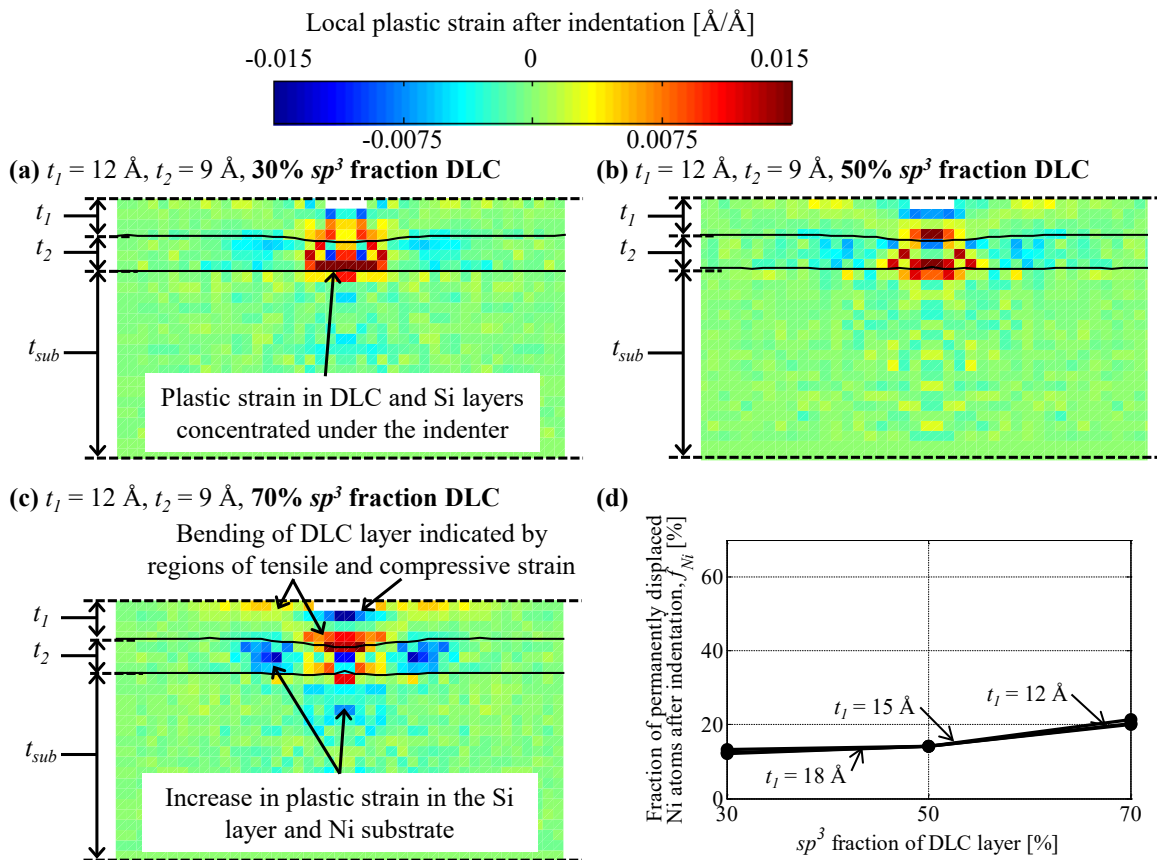 Local plastic strain after indentation [Å/Å]
-0.015 0 0.015
-0.0075 0.0075
(a) t1 = 12 Å, t2 = 9 Å, 30% sp3 fraction DLC
t1
t2
tsub
Plastic strain in DLC and Si layers
concentrated under the indenter
(b) t1 = 12 Å, t2 = 9 Å, 50% sp3 fraction DLC
t1
t2
tsub
(c) t1 = 12 Å, t2 = 9 Å, 70% sp3 fraction DLC
Bending of DLC layer indicated by
regions of tensile and compressive strain
t1
t2
tsub
Increase in plastic strain in the Si
layer and Ni substrate
(d)
Fraction of permanently displaced
Ni atoms after indentation, fNi [%]
60
40
20
0
t1 = 15 Å
t1 = 12 Å
t1 = 18 Å
30 50 70
sp3 fraction of DLC layer [%]